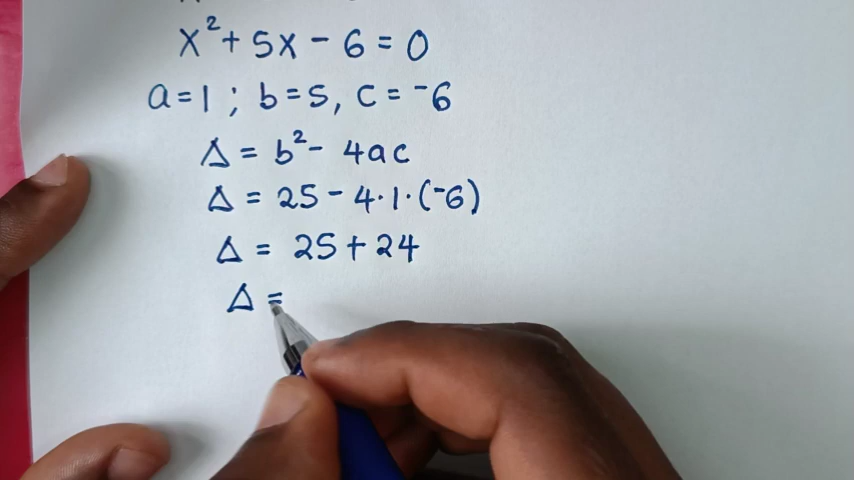 x² + 5x - 6 = 0
a = 1 ; b = 5, c = ⁻6
Δ = b² - 4ac
Δ = 25 - 4·1·(⁻6)
Δ = 25 + 24
Δ =